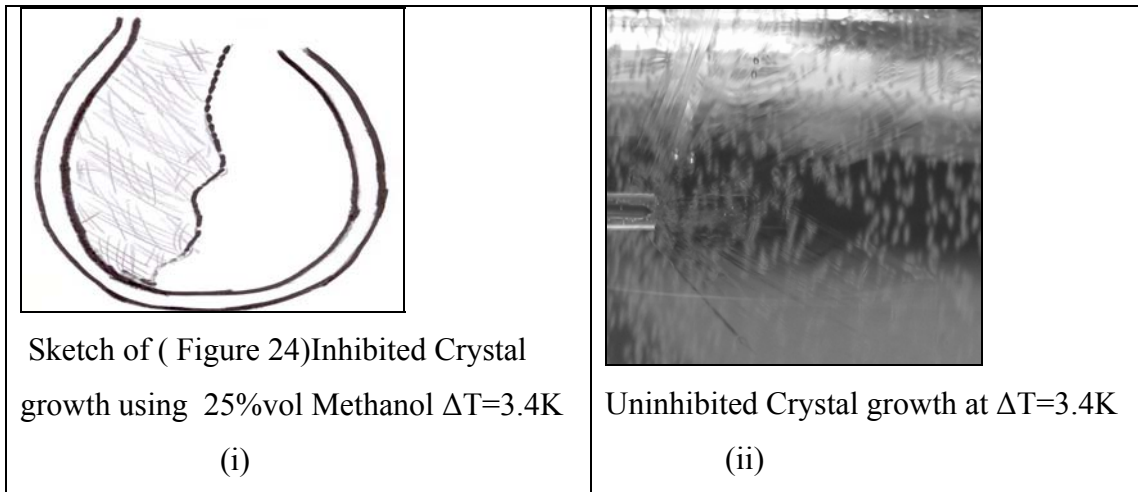 Sketch of ( Figure 24)Inhibited Crystal
growth using 25%vol Methanol ΔT=3.4K
(i)
Uninhibited Crystal growth at ΔT=3.4K
(ii)